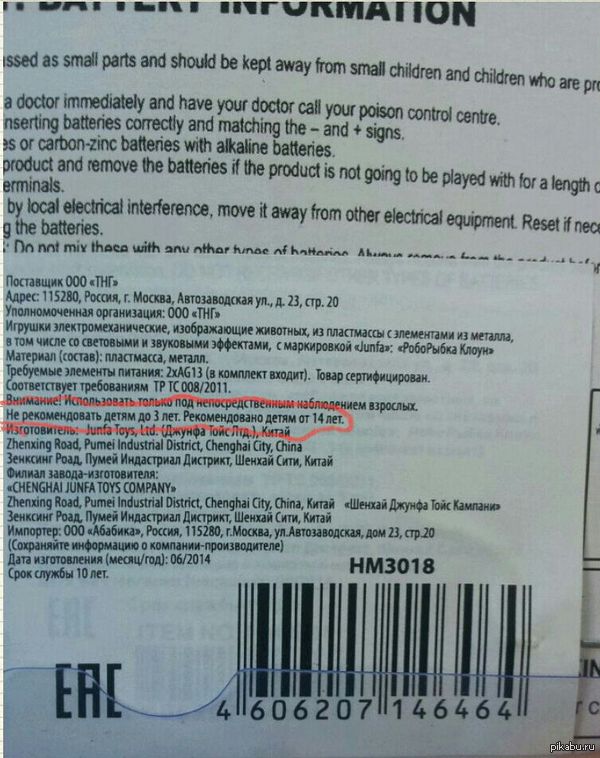 BATTERY INFORMATION
ssed as small parts and should be kept away from small children and children who are pro
a doctor immediately and have your doctor call your poison control centre.
inserting batteries correctly and matching the – and + signs.
es or carbon-zinc batteries with alkaline batteries.
product and remove the batteries if the product is not going to be played with for a length o
erminals.
by local electrical interference, move it away from other electrical equipment. Reset if nece
g the batteries.
: Do not mix these with any other types of batteries. Always remove from the product befor
Поставщик ООО «ТНГ»
Адрес: 115280, Россия, г. Москва, Автозаводская ул., д. 23, стр. 20
Уполномоченная организация: ООО «ТНГ»
Игрушки электромеханические, изображающие животных, из пластмассы с элементами из металла,
в том числе со световыми и звуковыми эффектами, с маркировкой «Junfa»: «РобоРыбка Клоун»
Материал (состав): пластмасса, металл.
Требуемые элементы питания: 2xAG13 (в комплект входит). Товар сертифицирован.
Соответствует требованиям ТР ТС 008/2011.
Внимание! Использовать только под непосредственным наблюдением взрослых.
Не рекомендовать детям до 3 лет. Рекомендовано детям от 14 лет.
Изготовитель: Junfa Toys, Ltd. (Джунфа Тойс Лтд.), Китай
Zhenxing Road, Pumei Industrial District, Chenghai City, China
Зенксинг Роад, Пумей Индастриал Дистрикт, Шенхай Сити, Китай
Филиал завода-изготовителя:
«CHENGHAI JUNFA TOYS COMPANY»
Zhenxing Road, Pumei Industrial District, Chenghai City, China, Китай «Шенхай Джунфа Тойс Кампани»
Зенксинг Роад, Пумей Индастриал Дистрикт, Шенхай Сити, Китай
Импортер: ООО «Абабика», Россия, 115280, г.Москва, ул.Автозаводская, дом 23, стр.20
(Сохраняйте информацию о компании-производителе)
Дата изготовления (месяц/год): 06/2014
Срок службы 10 лет.
HM3018
ITEM NO
EAC
4 606207 146464
pikabu.ru